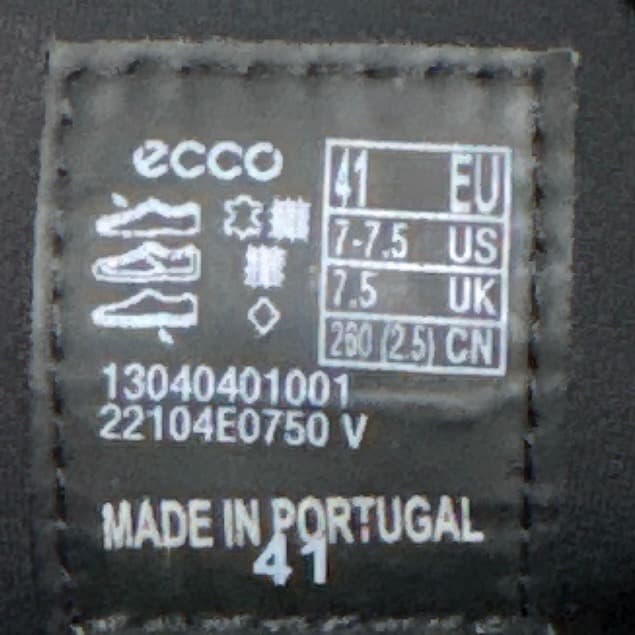 ecco
41 EU
7-7.5 US
7.5 UK
260 (2.5) CN
13040401001
22104E0750 V
MADE IN PORTUGAL
41